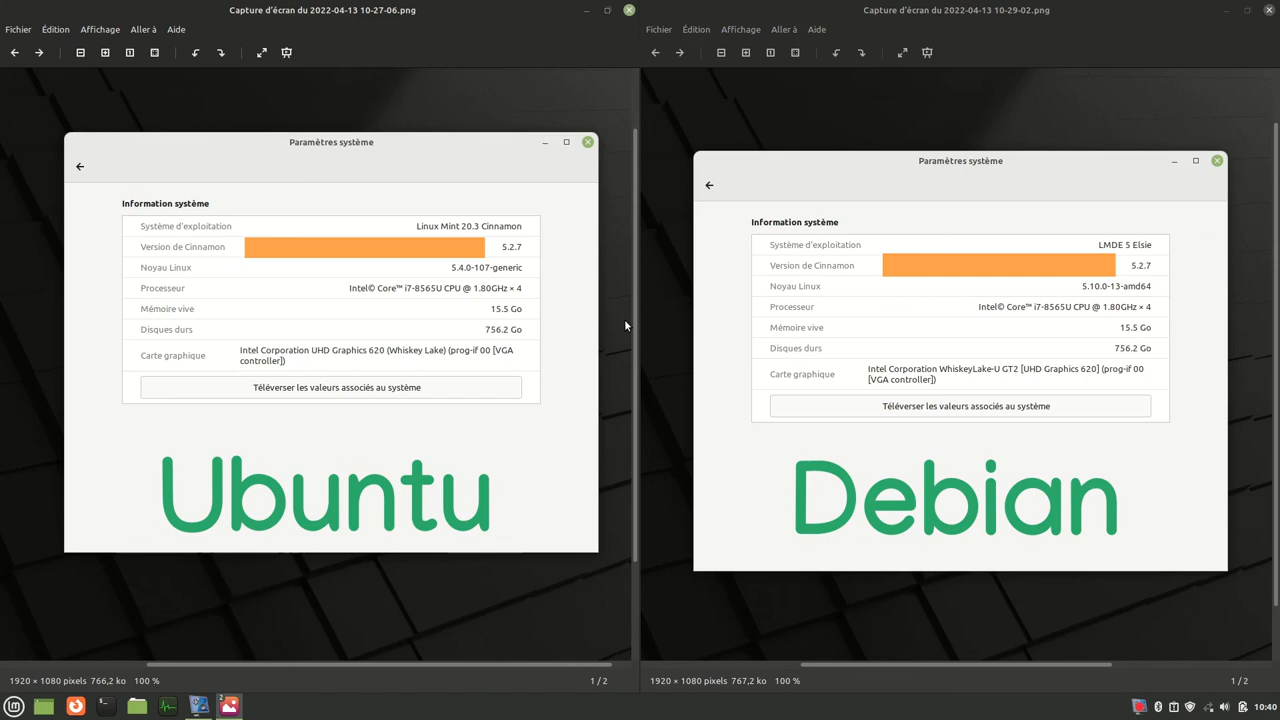 Capture d'écran du 2022-04-13 10-27-06.png
Fichier Édition Affichage Aller à Aide
Paramètres système
Information système
Système d'exploitation Linux Mint 20.3 Cinnamon
Version de Cinnamon 5.2.7
Noyau Linux 5.4.0-107-generic
Processeur Intel© Core™ i7-8565U CPU @ 1.80GHz × 4
Mémoire vive 15.5 Go
Disques durs 756.2 Go
Carte graphique Intel Corporation UHD Graphics 620 (Whiskey Lake) (prog-if 00 [VGA
controller])
Téléverser les valeurs associés au système
Ubuntu
1920 × 1080 pixels 766,2 ko 100 % 1 / 2
Capture d'écran du 2022-04-13 10-29-02.png
Fichier Édition Affichage Aller à Aide
Paramètres système
Information système
Système d'exploitation LMDE 5 Elsie
Version de Cinnamon 5.2.7
Noyau Linux 5.10.0-13-amd64
Processeur Intel© Core™ i7-8565U CPU @ 1.80GHz × 4
Mémoire vive 15.5 Go
Disques durs 756.2 Go
Carte graphique Intel Corporation WhiskeyLake-U GT2 [UHD Graphics 620] (prog-if 00
[VGA controller])
Téléverser les valeurs associés au système
Debian
1920 × 1080 pixels 767,2 ko 100 % 1 / 2
2
10:40